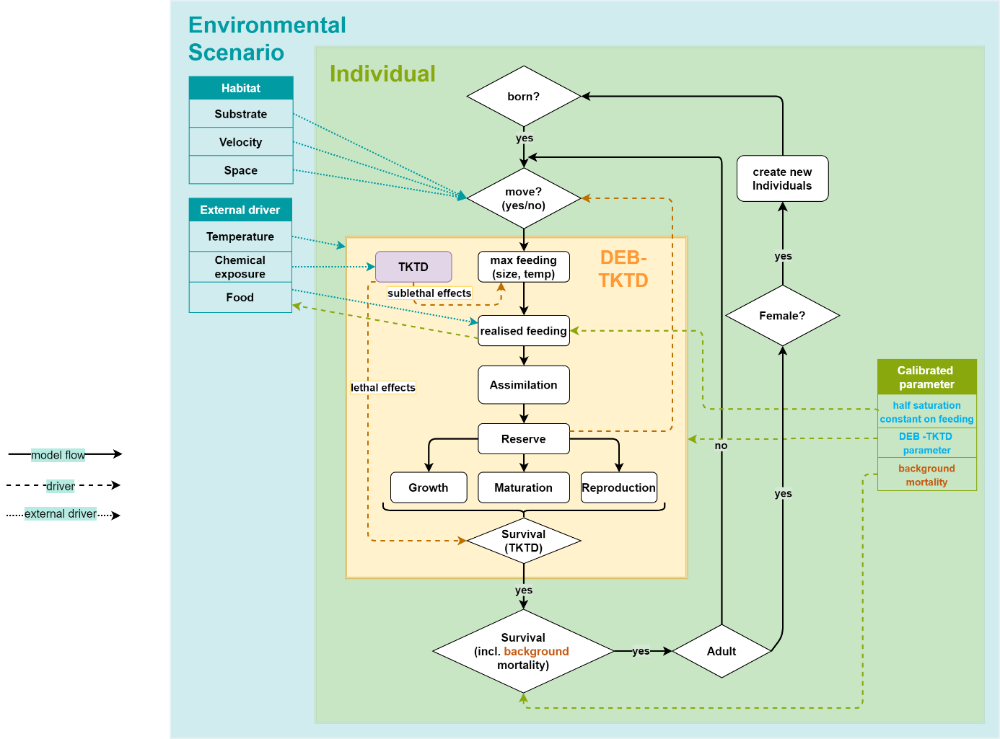 Environmental
Scenario
Habitat
Substrate
Velocity
Space
External driver
Temperature
Chemical
exposure
Food
Individual
born?
yes
move?
(yes/no)
create new
Individuals
yes
Female?
DEB-
TKTD
TKTD
max feeding
(size, temp)
sublethal effects
realised feeding
lethal effects
Assimilation
Reserve
Growth
Maturation
Reproduction
Survival
(TKTD)
yes
Survival
(incl. background
mortality)
yes
Adult
no
yes
Calibrated
parameter
half saturation
constant on feeding
DEB -TKTD
parameter
background
mortality
model flow
driver
external driver